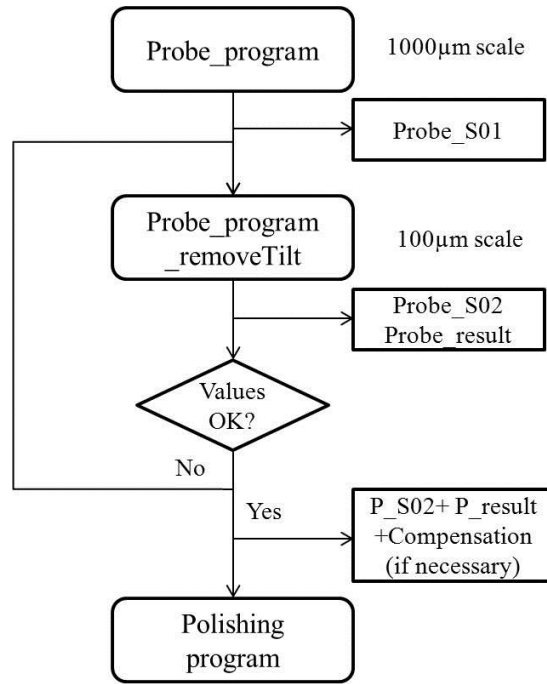 Probe_program
1000µm scale
Probe_S01
Probe_program
_removeTilt
100µm scale
Probe_S02
Probe_result
Values
OK?
No
Yes
P_S02+ P_result
+Compensation
(if necessary)
Polishing
program